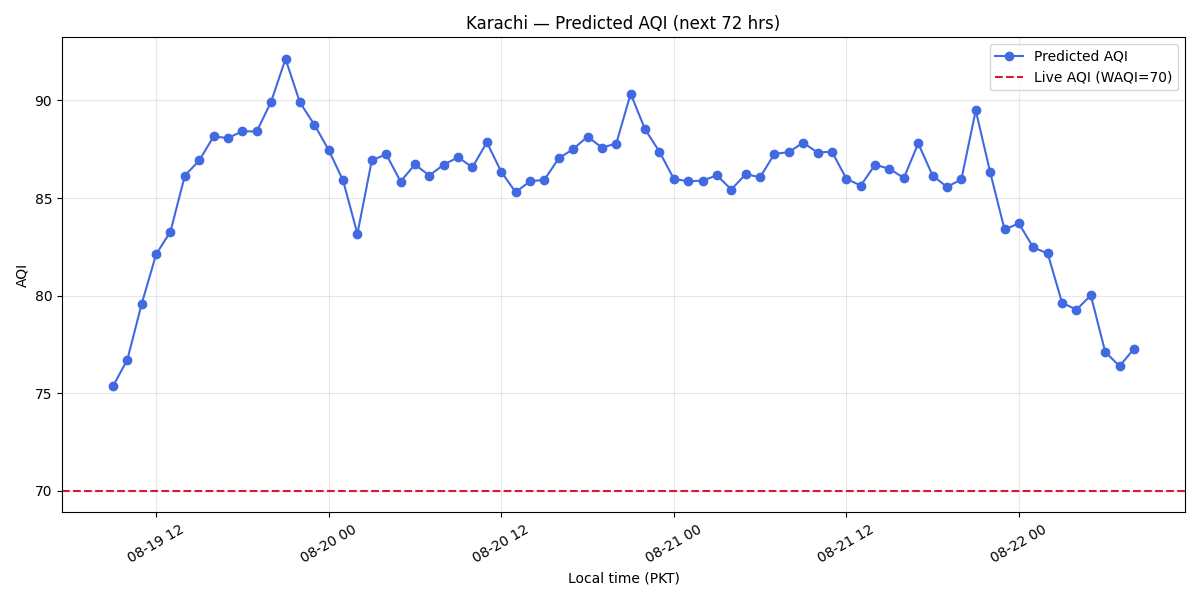 Karachi — Predicted AQI (next 72 hrs)
Predicted AQI
Live AQI (WAQI=70)
AQI
90
85
80
75
70
08-19 12
08-20 00
08-20 12
08-21 00
08-21 12
08-22 00
Local time (PKT)